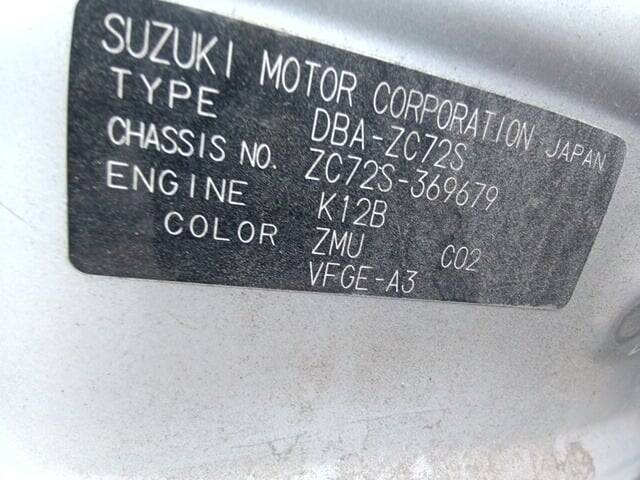 SUZUKI MOTOR CORPORATION JAPAN
TYPE DBA-ZC72S
CHASSIS NO. ZC72S-369679
ENGINE K12B
COLOR ZMU C02
VFGE-A3